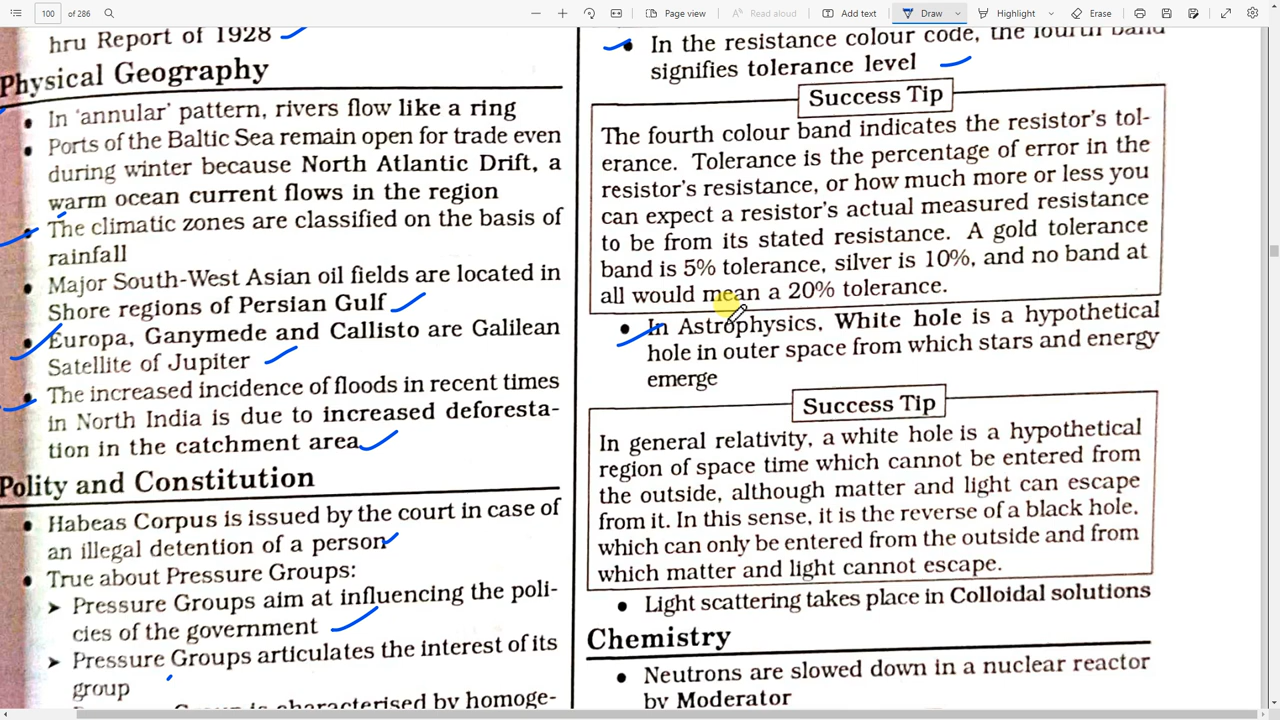 100
of 286
Page view
Read aloud
Add text
Draw
Highlight
Erase
hru Report of 1928
Physical Geography
In 'annular' pattern, rivers flow like a ring
Ports of the Baltic Sea remain open for trade even
during winter because North Atlantic Drift, a
warm ocean current flows in the region
The climatic zones are classified on the basis of
rainfall
Major South-West Asian oil fields are located in
Shore regions of Persian Gulf
Europa, Ganymede and Callisto are Galilean
Satellite of Jupiter
The increased incidence of floods in recent times
in North India is due to increased deforesta-
tion in the catchment area
Polity and Constitution
Habeas Corpus is issued by the court in case of
an illegal detention of a person
True about Pressure Groups:
Pressure Groups aim at influencing the poli-
cies of the government
Pressure Groups articulates the interest of its
group
Group is characterised by homoge-
In the resistance colour code, the fourth band
signifies tolerance level
Success Tip
The fourth colour band indicates the resistor's tol-
erance. Tolerance is the percentage of error in the
resistor's resistance, or how much more or less you
can expect a resistor's actual measured resistance
to be from its stated resistance. A gold tolerance
band is 5% tolerance, silver is 10%, and no band at
all would mean a 20% tolerance.
In Astrophysics, White hole is a hypothetical
hole in outer space from which stars and energy
emerge
Success Tip
In general relativity, a white hole is a hypothetical
region of space time which cannot be entered from
the outside, although matter and light can escape
from it. In this sense, it is the reverse of a black hole,
which can only be entered from the outside and from
which matter and light cannot escape.
Light scattering takes place in Colloidal solutions
Chemistry
Neutrons are slowed down in a nuclear reactor
by Moderator